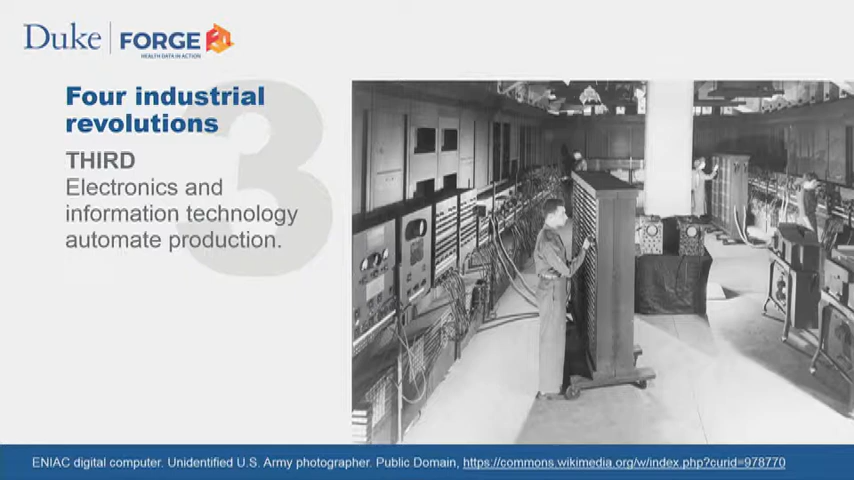 Duke FORGE
HEALTH DATA IN ACTION
3
Four industrial
revolutions
THIRD
Electronics and
information technology
automate production.
ENIAC digital computer. Unidentified U.S. Army photographer. Public Domain, https://commons.wikimedia.org/w/index.php?curid=978770